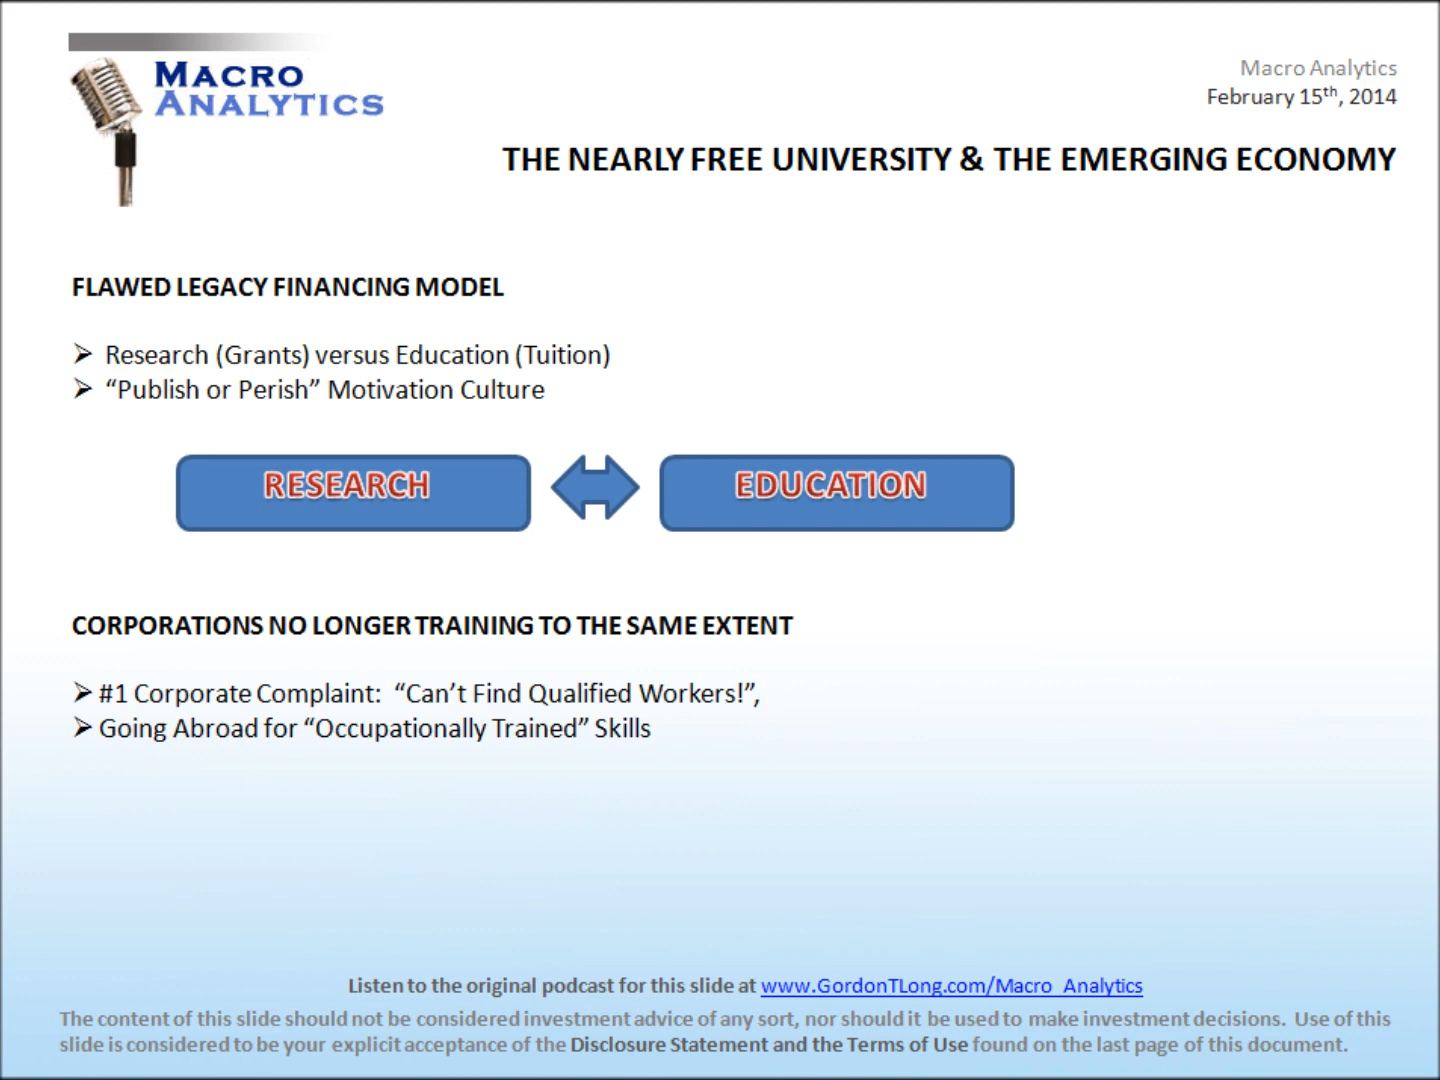 MACRO
ANALYTICS
Macro Analytics
February 15th, 2014
THE NEARLY FREE UNIVERSITY & THE EMERGING ECONOMY
FLAWED LEGACY FINANCING MODEL
➢ Research (Grants) versus Education (Tuition)
➢ “Publish or Perish” Motivation Culture
RESEARCH
EDUCATION
CORPORATIONS NO LONGER TRAINING TO THE SAME EXTENT
➢ #1 Corporate Complaint: “Can’t Find Qualified Workers!”,
➢ Going Abroad for “Occupationally Trained” Skills
Listen to the original podcast for this slide at www.GordonTLong.com/Macro_Analytics
The content of this slide should not be considered investment advice of any sort, nor should it be used to make investment decisions. Use of this
slide is considered to be your explicit acceptance of the Disclosure Statement and the Terms of Use found on the last page of this document.